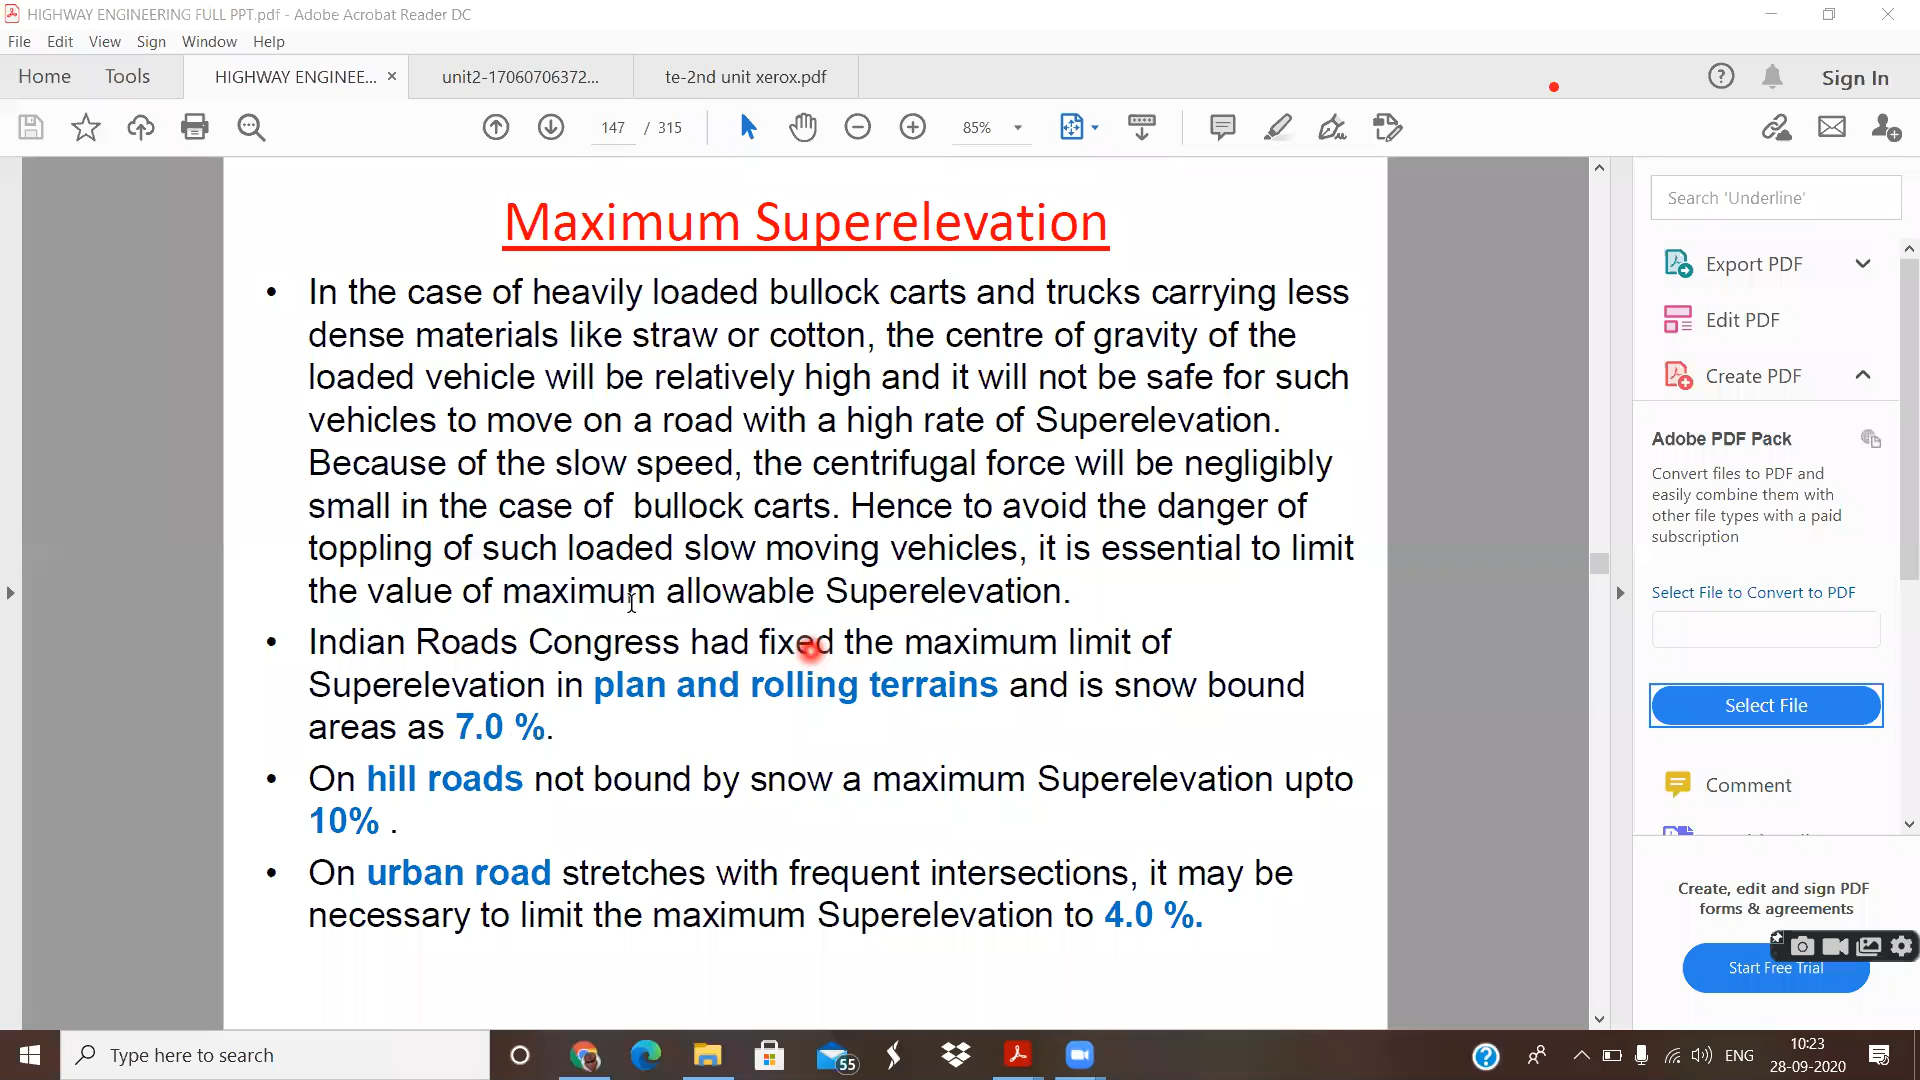 HIGHWAY ENGINEERING FULL PPT.pdf - Adobe Acrobat Reader DC
File Edit View Sign Window Help
Home Tools HIGHWAY ENGINEE... × unit2-17060706372... te-2nd unit xerox.pdf Sign In
147 / 315 85%
Maximum Superelevation
• In the case of heavily loaded bullock carts and trucks carrying less
dense materials like straw or cotton, the centre of gravity of the
loaded vehicle will be relatively high and it will not be safe for such
vehicles to move on a road with a high rate of Superelevation.
Because of the slow speed, the centrifugal force will be negligibly
small in the case of bullock carts. Hence to avoid the danger of
toppling of such loaded slow moving vehicles, it is essential to limit
the value of maximum allowable Superelevation.
• Indian Roads Congress had fixed the maximum limit of
Superelevation in plan and rolling terrains and is snow bound
areas as 7.0 %.
• On hill roads not bound by snow a maximum Superelevation upto
10% .
• On urban road stretches with frequent intersections, it may be
necessary to limit the maximum Superelevation to 4.0 %.
Search 'Underline'
Export PDF
Edit PDF
Create PDF
Adobe PDF Pack
Convert files to PDF and
easily combine them with
other file types with a paid
subscription
Select File to Convert to PDF
Select File
Comment
Create, edit and sign PDF
forms & agreements
Start Free Trial
Type here to search
55
ENG
10:23
28-09-2020